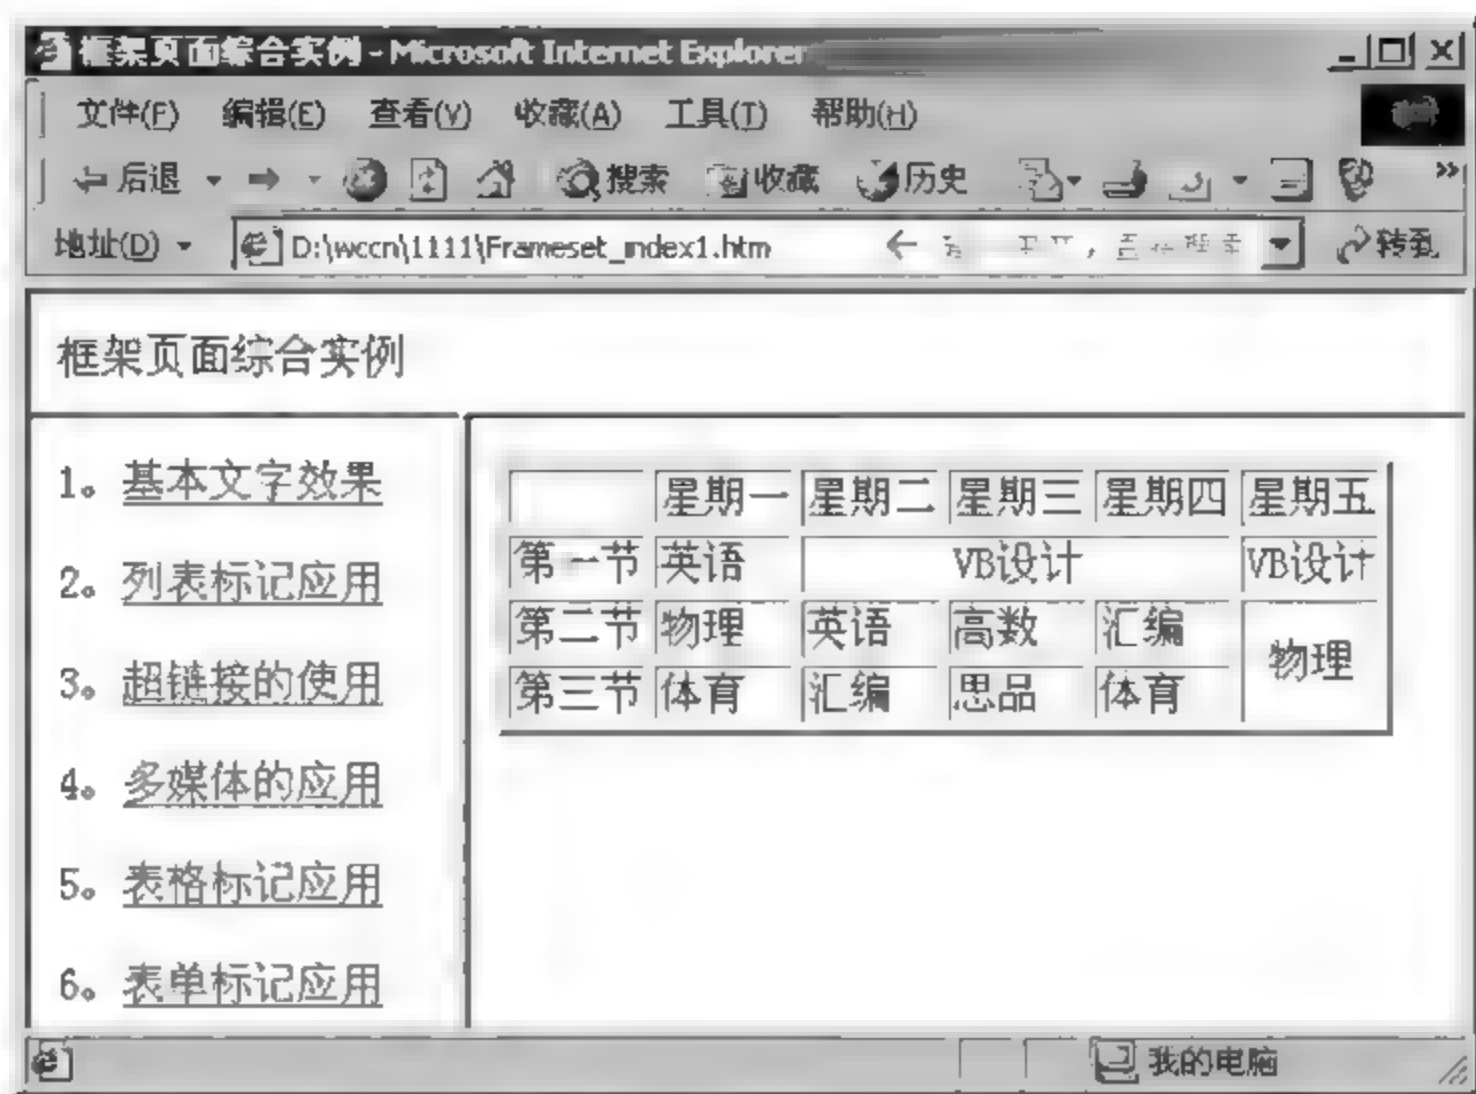 框架页面综合实例 - Microsoft Internet Explorer
文件(F) 编辑(E) 查看(V) 收藏(A) 工具(T) 帮助(H)
后退 搜索 收藏 历史 »
地址(D) D:\wccn\1111\Frameset_index1.htm 转到
框架页面综合实例
1。基本文字效果
2。列表标记应用
3。超链接的使用
4。多媒体的应用
5。表格标记应用
6。表单标记应用
星期一 星期二 星期三 星期四 星期五
第一节 英语 VB设计 VB设计
第二节 物理 英语 高数 汇编 物理
第三节 体育 汇编 思品 体育
我的电脑